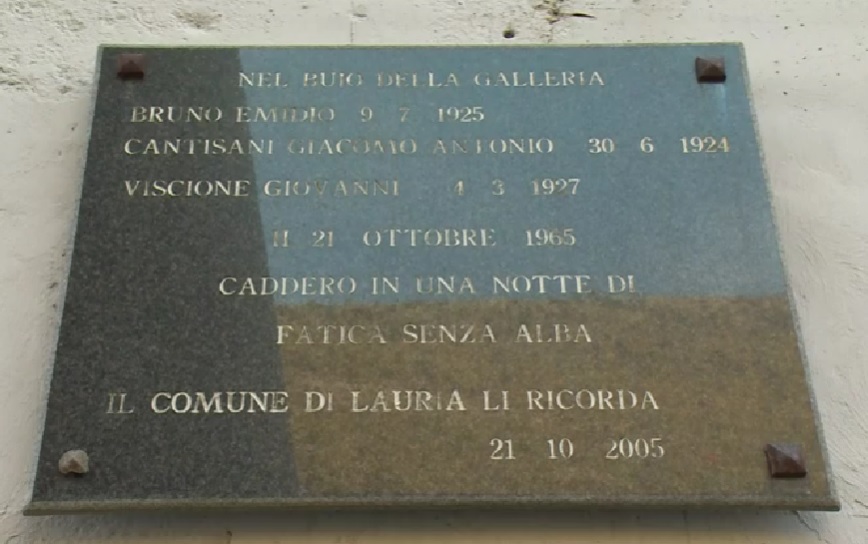 NEL BUIO DELLA GALLERIA
BRUNO EMIDIO 9 7 1925
CANTISANI GIACOMO ANTONIO 30 6 1924
VISCIONE GIOVANNI 4 3 1927
Il 21 OTTOBRE 1965
CADDERO IN UNA NOTTE DI
FATICA SENZA ALBA
IL COMUNE DI LAURIA LI RICORDA
21 10 2005